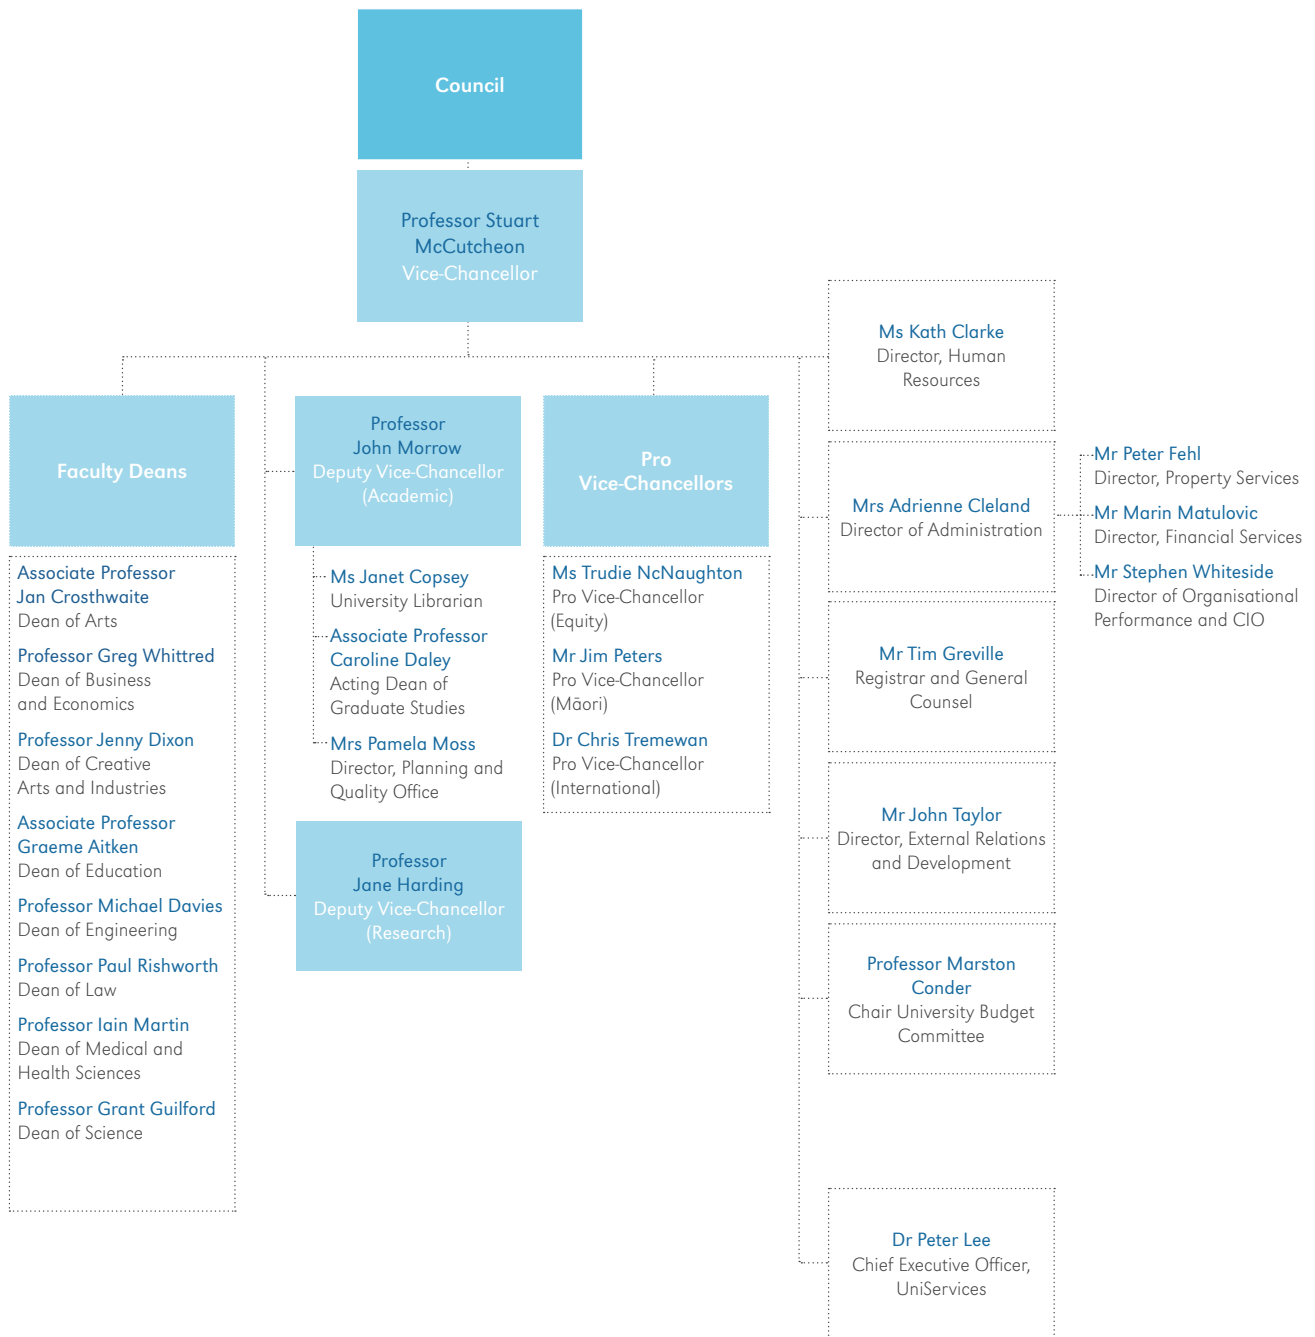 Council
Professor Stuart
McCutcheon
Vice-Chancellor
Faculty Deans
Associate Professor
Jan Crosthwaite
Dean of Arts
Professor Greg Whittred
Dean of Business
and Economics
Professor Jenny Dixon
Dean of Creative
Arts and Industries
Associate Professor
Graeme Aitken
Dean of Education
Professor Michael Davies
Dean of Engineering
Professor Paul Rishworth
Dean of Law
Professor Iain Martin
Dean of Medical and
Health Sciences
Professor Grant Guilford
Dean of Science
Professor
John Morrow
Deputy Vice-Chancellor
(Academic)
Ms Janet Copsey
University Librarian
Associate Professor
Caroline Daley
Acting Dean of
Graduate Studies
Mrs Pamela Moss
Director, Planning and
Quality Office
Professor
Jane Harding
Deputy Vice-Chancellor
(Research)
Pro
Vice-Chancellors
Ms Trudie NcNaughton
Pro Vice-Chancellor
(Equity)
Mr Jim Peters
Pro Vice-Chancellor
(Māori)
Dr Chris Tremewan
Pro Vice-Chancellor
(International)
Ms Kath Clarke
Director, Human
Resources
Mrs Adrienne Cleland
Director of Administration
Mr Peter Fehl
Director, Property Services
Mr Marin Matulovic
Director, Financial Services
Mr Stephen Whiteside
Director of Organisational
Performance and CIO
Mr Tim Greville
Registrar and General
Counsel
Mr John Taylor
Director, External Relations
and Development
Professor Marston
Conder
Chair University Budget
Committee
Dr Peter Lee
Chief Executive Officer,
UniServices